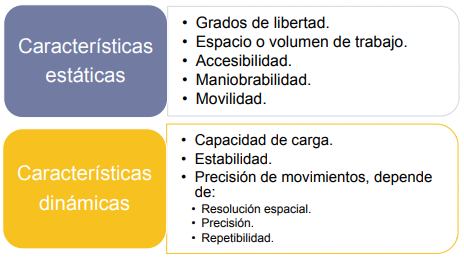 Características
estáticas
• Grados de libertad.
• Espacio o volumen de trabajo.
• Accesibilidad.
• Maniobrabilidad.
• Movilidad.
Características
dinámicas
• Capacidad de carga.
• Estabilidad.
• Precisión de movimientos, depende
de:
• Resolución espacial.
• Precisión.
• Repetibilidad.